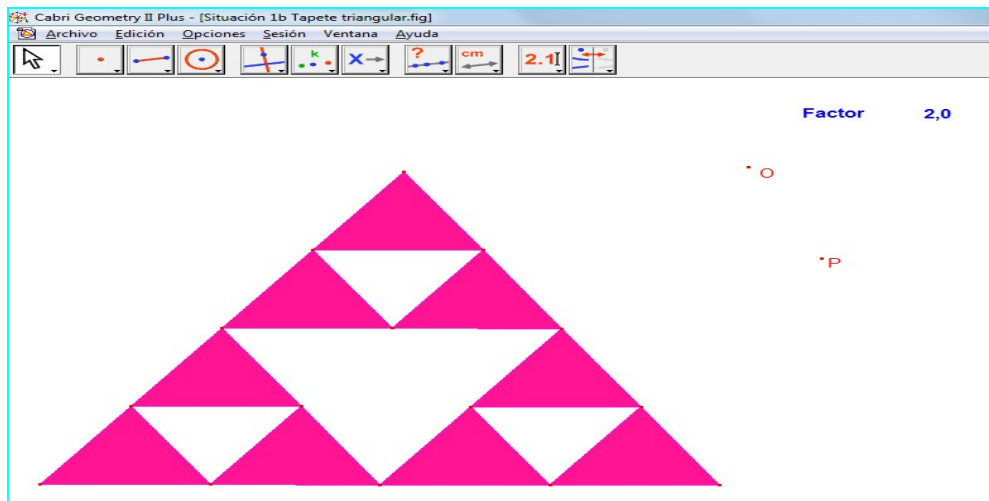 Cabri Geometry II Plus - [Situación 1b Tapete triangular.fig]
Archivo Edición Opciones Sesión Ventana Ayuda
k X ? cm 2.1
Factor 2,0
O
P